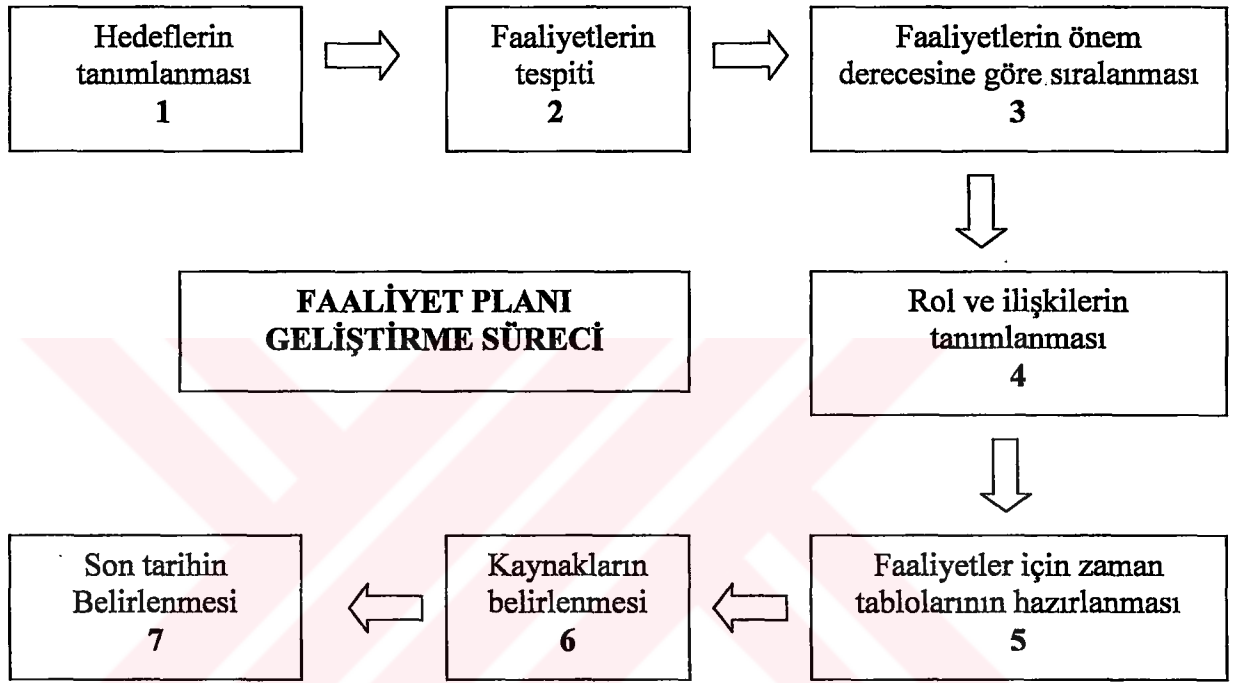 Hedeflerin
tanımlanması
1
Faaliyetlerin
tespiti
2
Faaliyetlerin önem
derecesine göre sıralanması
3
FAALİYET PLANI
GELİŞTİRME SÜRECİ
Rol ve ilişkilerin
tanımlanması
4
Faaliyetler için zaman
tablolarının hazırlanması
5
Kaynakların
belirlenmesi
6
Son tarihin
Belirlenmesi
7